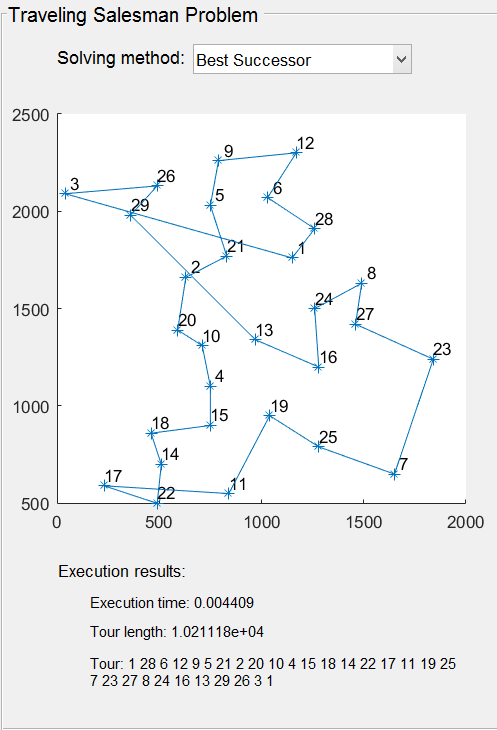 Traveling Salesman Problem
Solving method: Best Successor
2500
9 12
3 26
5 6
2000 29
28
21 1
2 8
1500 24 27
20 13
10 23
16
4
1000 19
18 15
25
14
17 7
11
500 22
0 500 1000 1500 2000
Execution results:
Execution time: 0.004409
Tour length: 1.021118e+04
Tour: 1 28 6 12 9 5 21 2 20 10 4 15 18 14 22 17 11 19 25
7 23 27 8 24 16 13 29 26 3 1